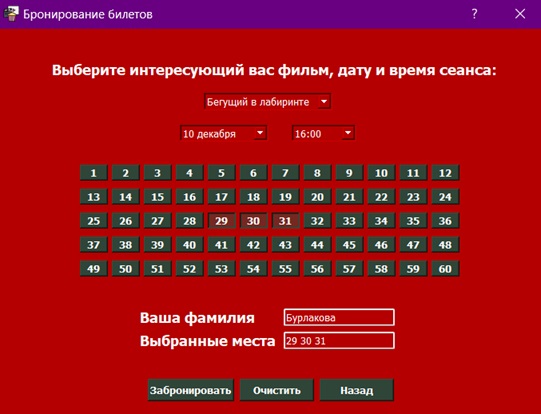 Бронирование билетов ? ×
Выберите интересующий вас фильм, дату и время сеанса:
Бегущий в лабиринте
10 декабря 16:00
1 2 3 4 5 6 7 8 9 10 11 12
13 14 15 16 17 18 19 20 21 22 23 24
25 26 27 28 29 30 31 32 33 34 35 36
37 38 39 40 41 42 43 44 45 46 47 48
49 50 51 52 53 54 55 56 57 58 59 60
Ваша фамилия Бурлакова
Выбранные места 29 30 31
Забронировать Очистить Назад